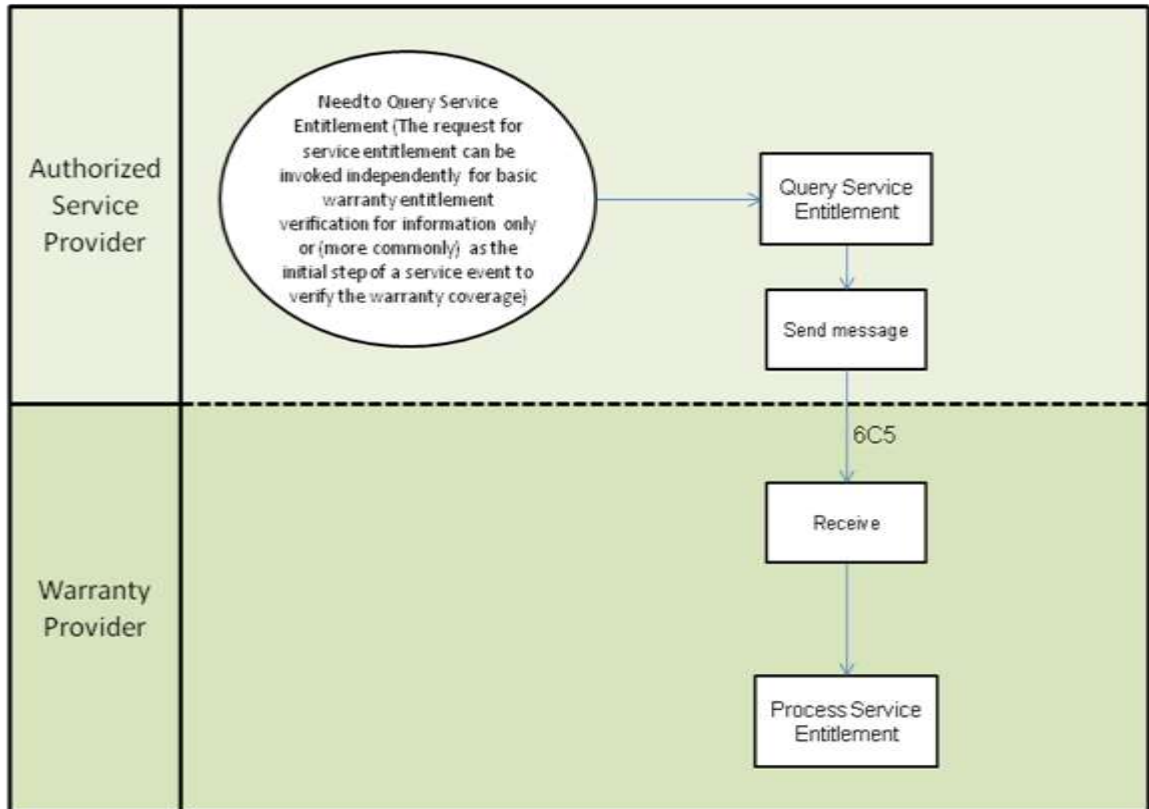 Authorized
Service
Provider
Need to Query Service
Entitlement (The request for
service entitlement can be
invoked independently for basic
warranty entitlement
verification for information only
or (more commonly) as the
initial step of a service event to
verify the warranty coverage)
Query Service
Entitlement
Send message
6C5
Warranty
Provider
Receive
Process Service
Entitlement